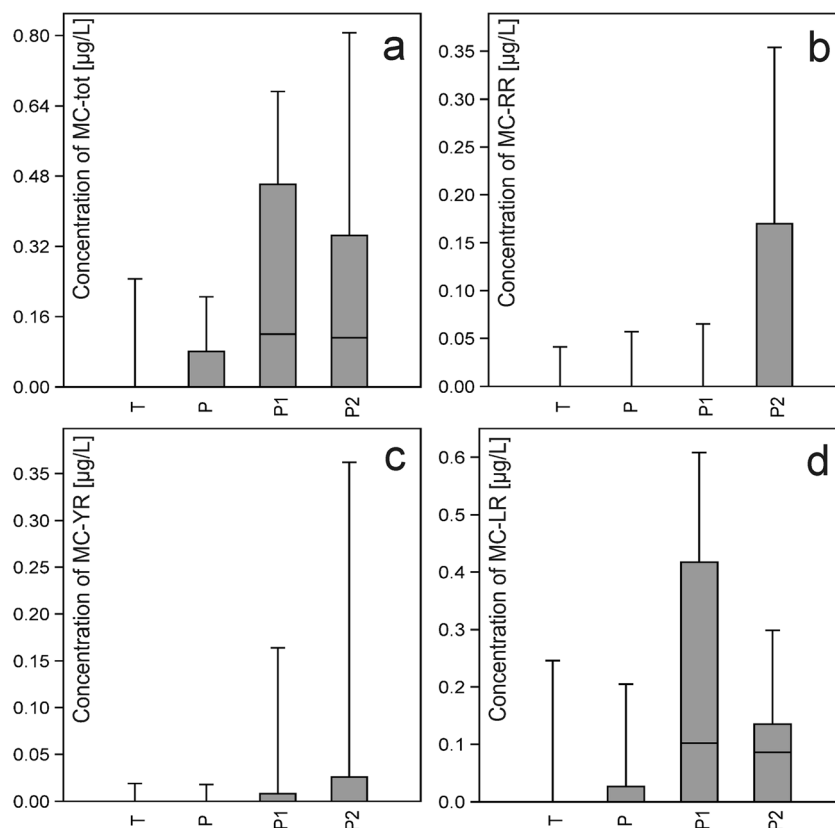 a
Concentration of MC-tot [µg/L]
0.80
0.64
0.48
0.32
0.16
0.00
T P P1 P2
b
Concentration of MC-RR [µg/L]
0.35
0.30
0.25
0.20
0.15
0.10
0.05
0.00
T P P1 P2
c
Concentration of MC-YR [µg/L]
0.35
0.30
0.25
0.20
0.15
0.10
0.05
0.00
T P P1 P2
d
Concentration of MC-LR [µg/L]
0.6
0.5
0.4
0.3
0.2
0.1
0.0
T P P1 P2